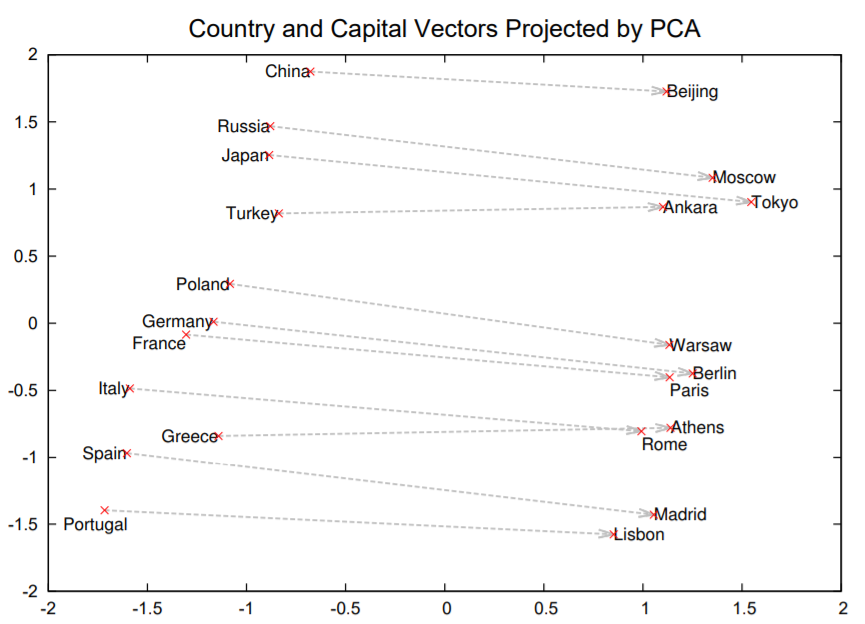 Country and Capital Vectors Projected by PCA
2
China
Beijing
1.5
Russia
Japan
Moscow
1
Tokyo
Turkey
Ankara
0.5
Poland
Germany
0
France
Warsaw
Berlin
Paris
-0.5
Italy
Athens
Greece
Rome
Spain
-1
Madrid
Portugal
-1.5
Lisbon
-2
-2 -1.5 -1 -0.5 0 0.5 1 1.5 2